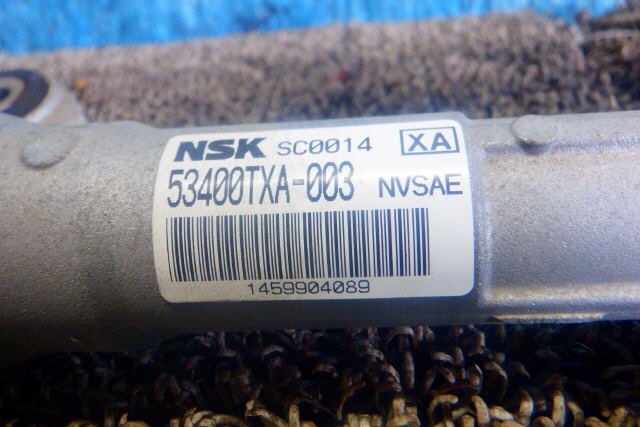 NSK SC0014 XA
53400TXA-003 NVSAE
1459904089